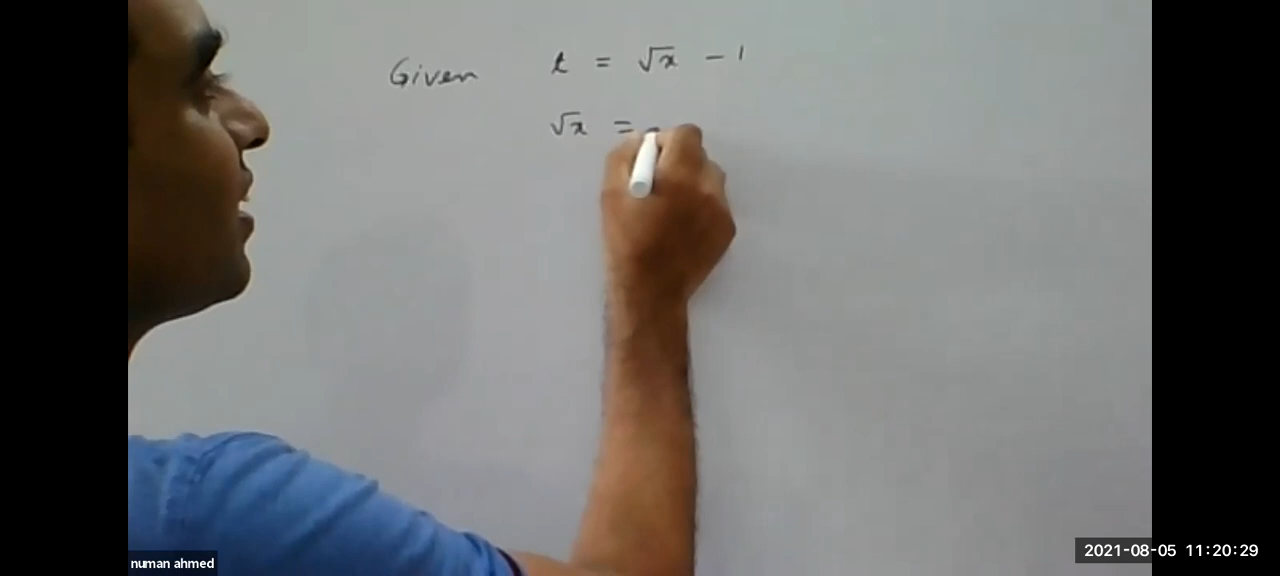 Given t = √x - 1
√x =
numan ahmed
2021-08-05 11:20:29